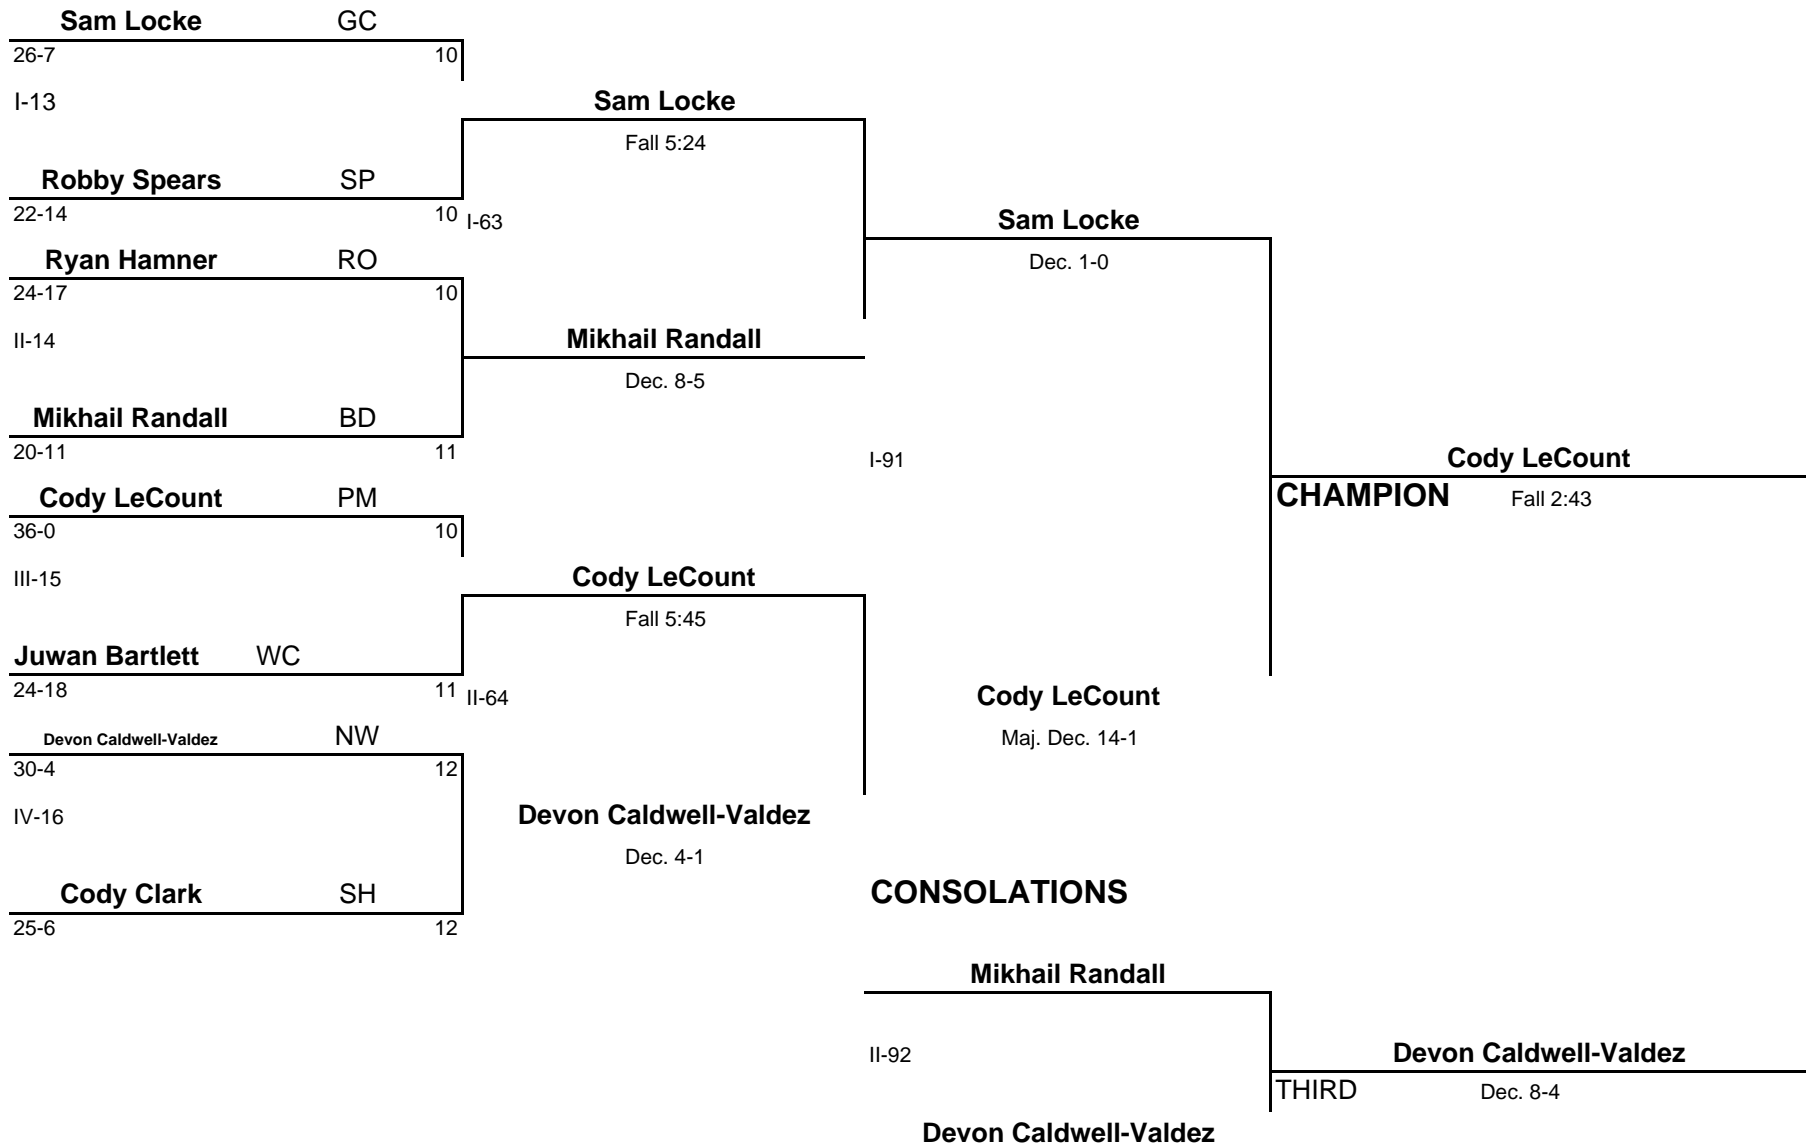 Sam Locke GC
26-7 10
I-13
Sam Locke
Fall 5:24
Robby Spears SP
22-14 10
I-63
Sam Locke
Dec. 1-0
Ryan Hamner RO
24-17 10
II-14
Mikhail Randall
Dec. 8-5
Mikhail Randall BD
20-11 11
I-91
Cody LeCount
CHAMPION Fall 2:43
Cody LeCount PM
36-0 10
III-15
Cody LeCount
Fall 5:45
Juwan Bartlett WC
24-18 11
II-64
Cody LeCount
Maj. Dec. 14-1
Devon Caldwell-Valdez NW
30-4 12
IV-16
Devon Caldwell-Valdez
Dec. 4-1
Cody Clark SH
25-6 12
CONSOLATIONS
Mikhail Randall
II-92
Devon Caldwell-Valdez
THIRD Dec. 8-4
Devon Caldwell-Valdez